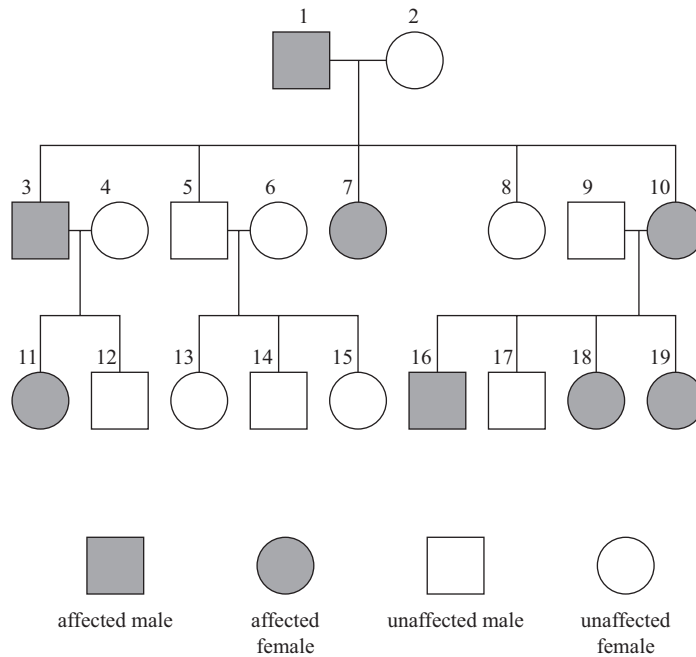 1 2
3 4 5 6 7 8 9 10
11 12 13 14 15 16 17 18 19
affected male affected female unaffected male unaffected female